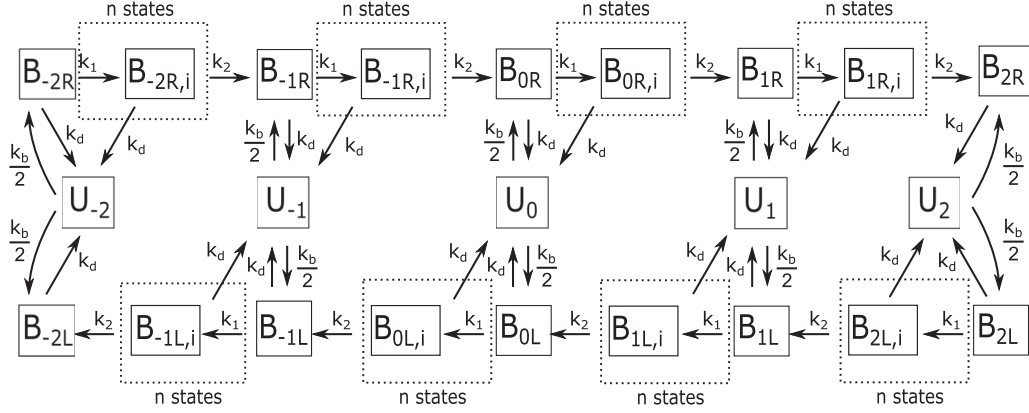 n states n states n states n states
B-2R k1 B-2R,i k2 B-1R k1 B-1R,i k2 B0R k1 B0R,i k2 B1R k1 B1R,i k2 B2R
kd kd kb/2 kd kd kb/2 kd kd kb/2 kd kd kd
kb/2 kb/2
U-2 U-1 U0 U1 U2
kb/2 kb/2
kd kd kd kb/2 kd kd kb/2 kd kd kb/2 kd kd
B-2L k2 B-1L,i k1 B-1L k2 B0L,i k1 B0L k2 B1L,i k1 B1L k2 B2L,i k1 B2L
n states n states n states n states